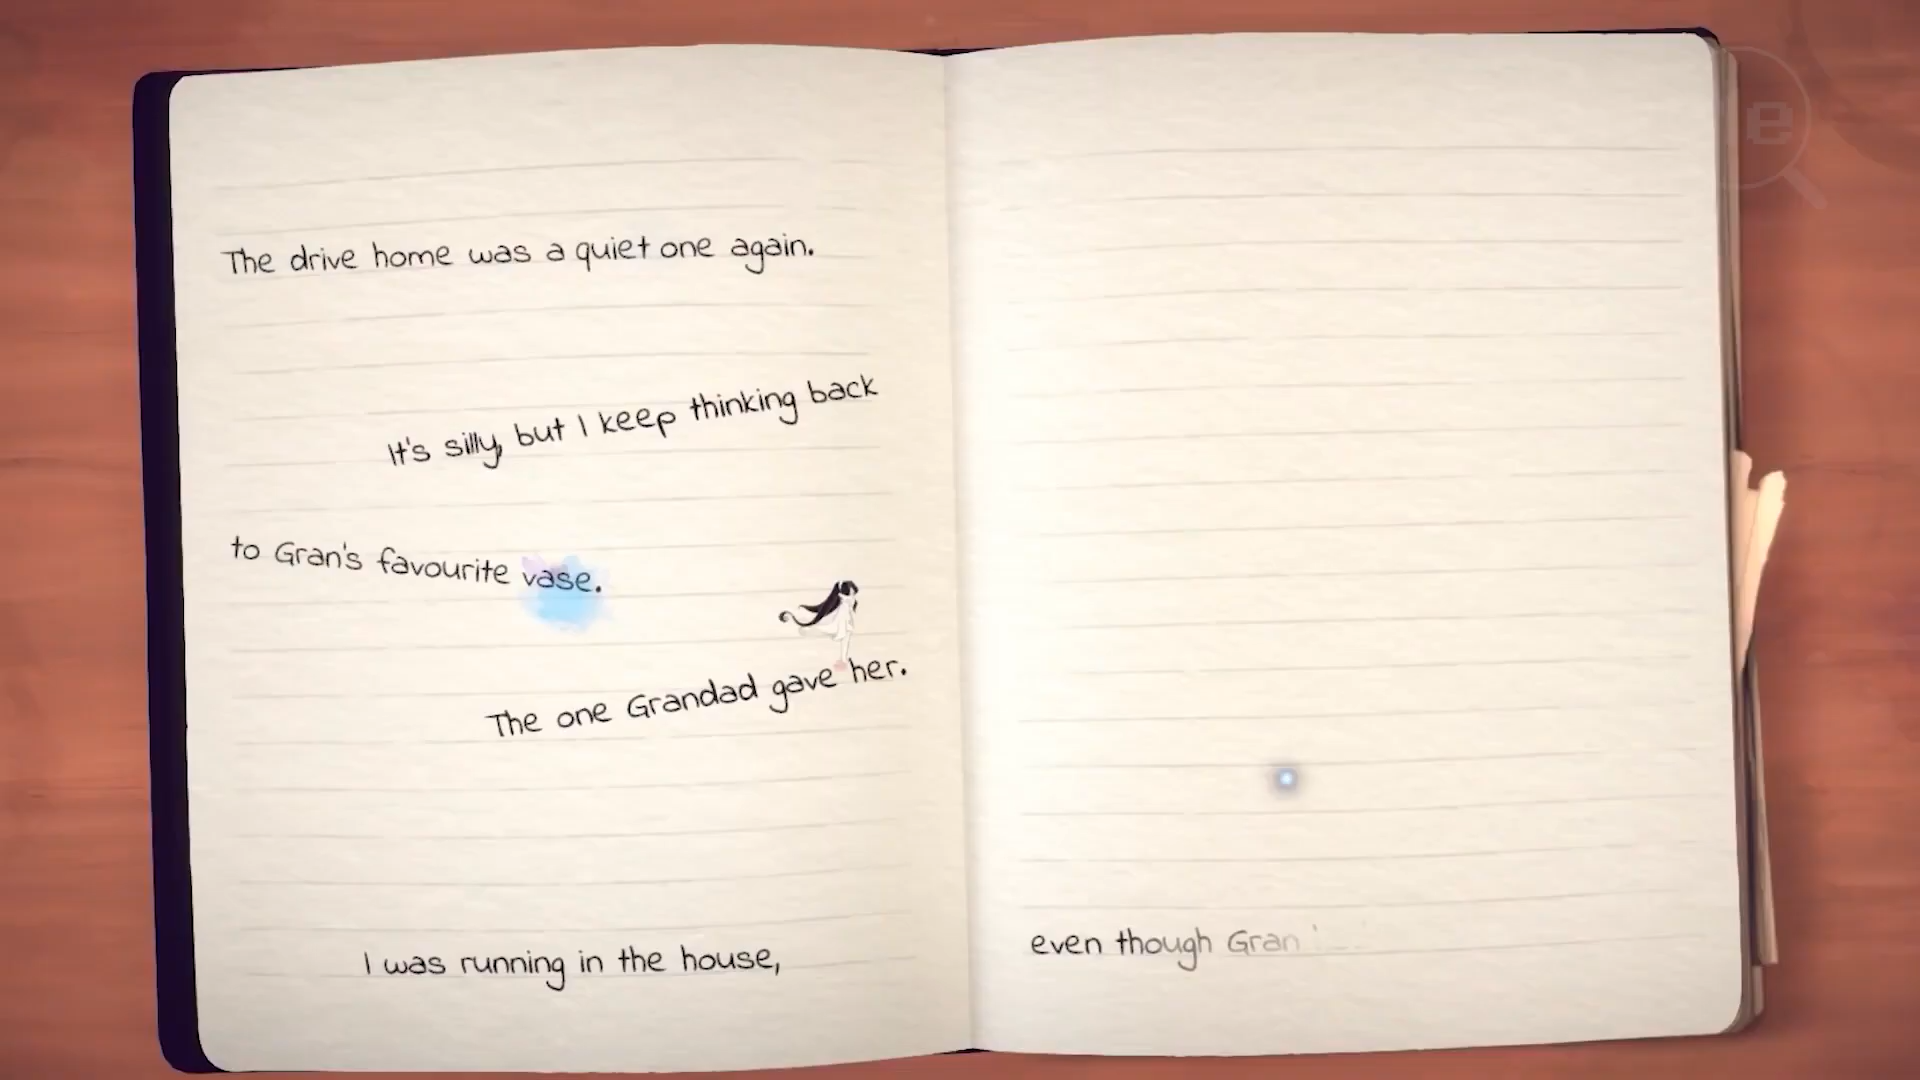 The drive home was a quiet one again.
It's silly, but I keep thinking back
to Gran's favourite vase.
The one Grandad gave her.
I was running in the house,
even though Gran
e